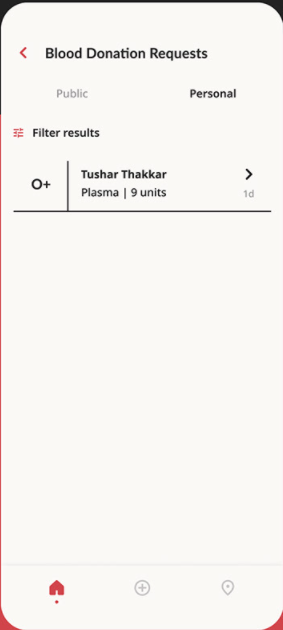 Blood Donation Requests
Public Personal
Filter results
O+
Tushar Thakkar
Plasma | 9 units
1d